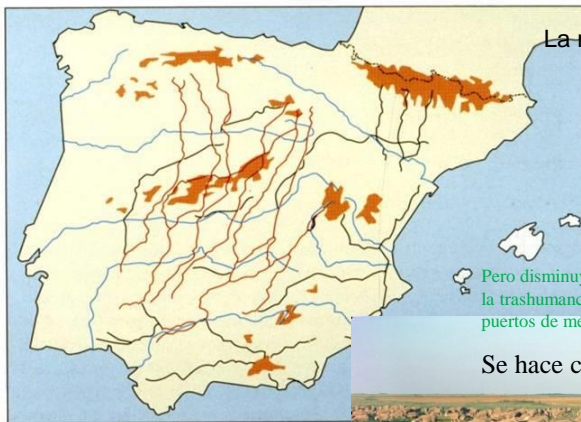 La
Pero disminuy
la trashumanc
puertos de me
Se hace c